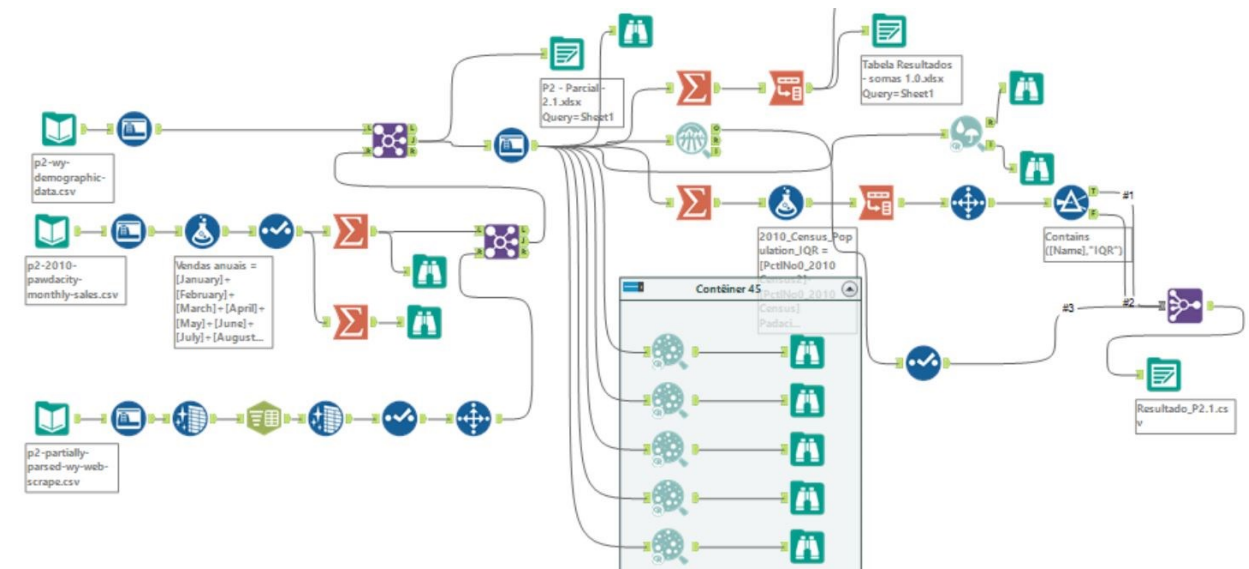 P2 - Parcial -
2.1.xlsx
Query=Sheet1
Tabela Resultados
- somas 1.0.xlsx
Query=Sheet1
L
R
L
J
R
O
R
I
R
I
p2-wy-
demographic-
data.csv
p2-2010-
pawdacity-
monthly-sales.csv
Vendas anuais =
[January]+
[February]+
[March]+[April]+
[May]+[June]+
[July]+[August...
L
R
L
J
R
2010_Census_Pop
ulation_IQR =
[PctlNo0_2010
Census2]-
[PctlNo0_2010
Census]
Padaci...
T
F
#1
Contains
([Name],"IQR")
Contêiner 45
#2
#3
p2-partially-
parsed-wy-web-
scrape.csv
Resultado_P2.1.cs
v